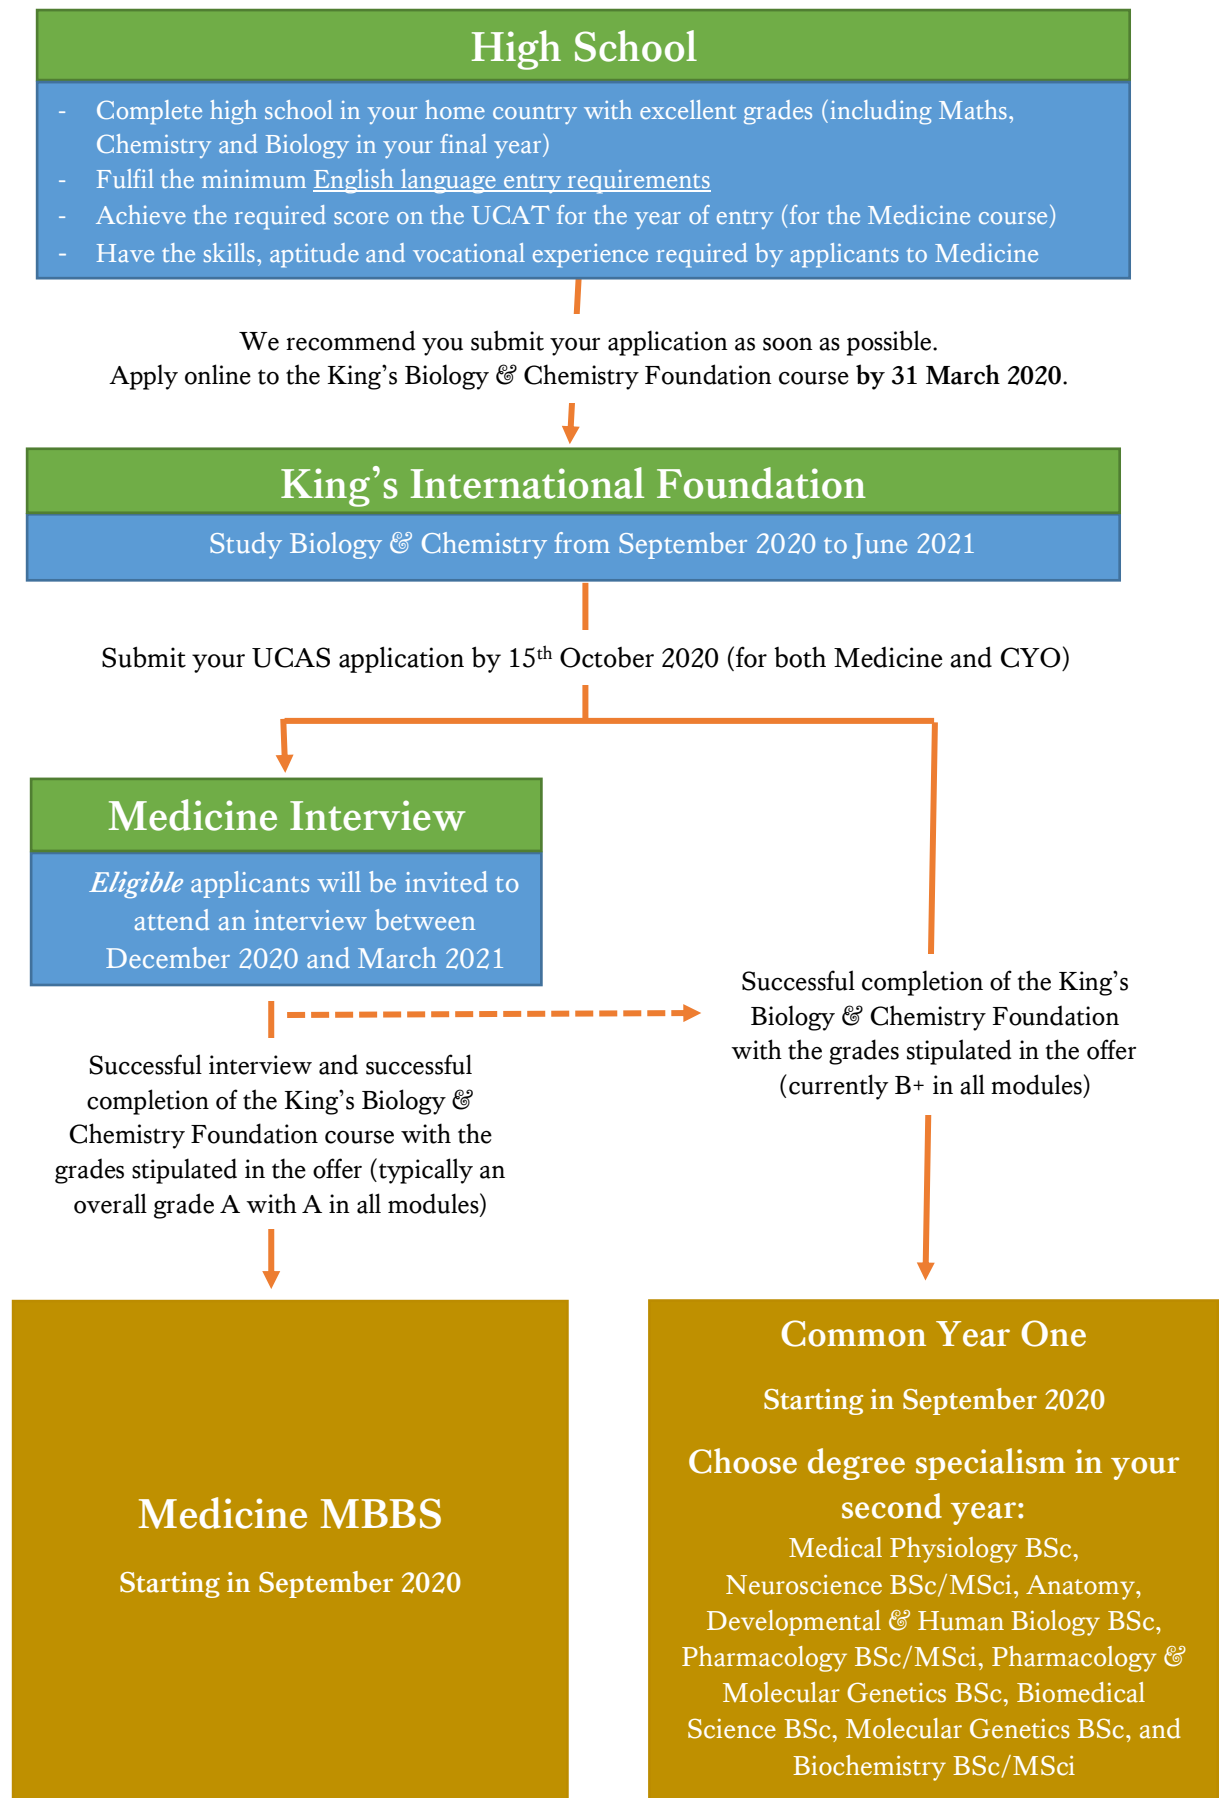 High School
- Complete high school in your home country with excellent grades (including Maths,
Chemistry and Biology in your final year)
- Fulfil the minimum English language entry requirements
- Achieve the required score on the UCAT for the year of entry (for the Medicine course)
- Have the skills, aptitude and vocational experience required by applicants to Medicine
We recommend you submit your application as soon as possible.
Apply online to the King's Biology & Chemistry Foundation course by 31 March 2020.
King's International Foundation
Study Biology & Chemistry from September 2020 to June 2021
Submit your UCAS application by 15th October 2020 (for both Medicine and CYO)
Medicine Interview
Eligible applicants will be invited to
attend an interview between
December 2020 and March 2021
Successful interview and successful
completion of the King's Biology &
Chemistry Foundation course with the
grades stipulated in the offer (typically an
overall grade A with A in all modules)
Successful completion of the King's
Biology & Chemistry Foundation
with the grades stipulated in the offer
(currently B+ in all modules)
Medicine MBBS
Starting in September 2020
Common Year One
Starting in September 2020
Choose degree specialism in your
second year:
Medical Physiology BSc,
Neuroscience BSc/MSci, Anatomy,
Developmental & Human Biology BSc,
Pharmacology BSc/MSci, Pharmacology &
Molecular Genetics BSc, Biomedical
Science BSc, Molecular Genetics BSc, and
Biochemistry BSc/MSci